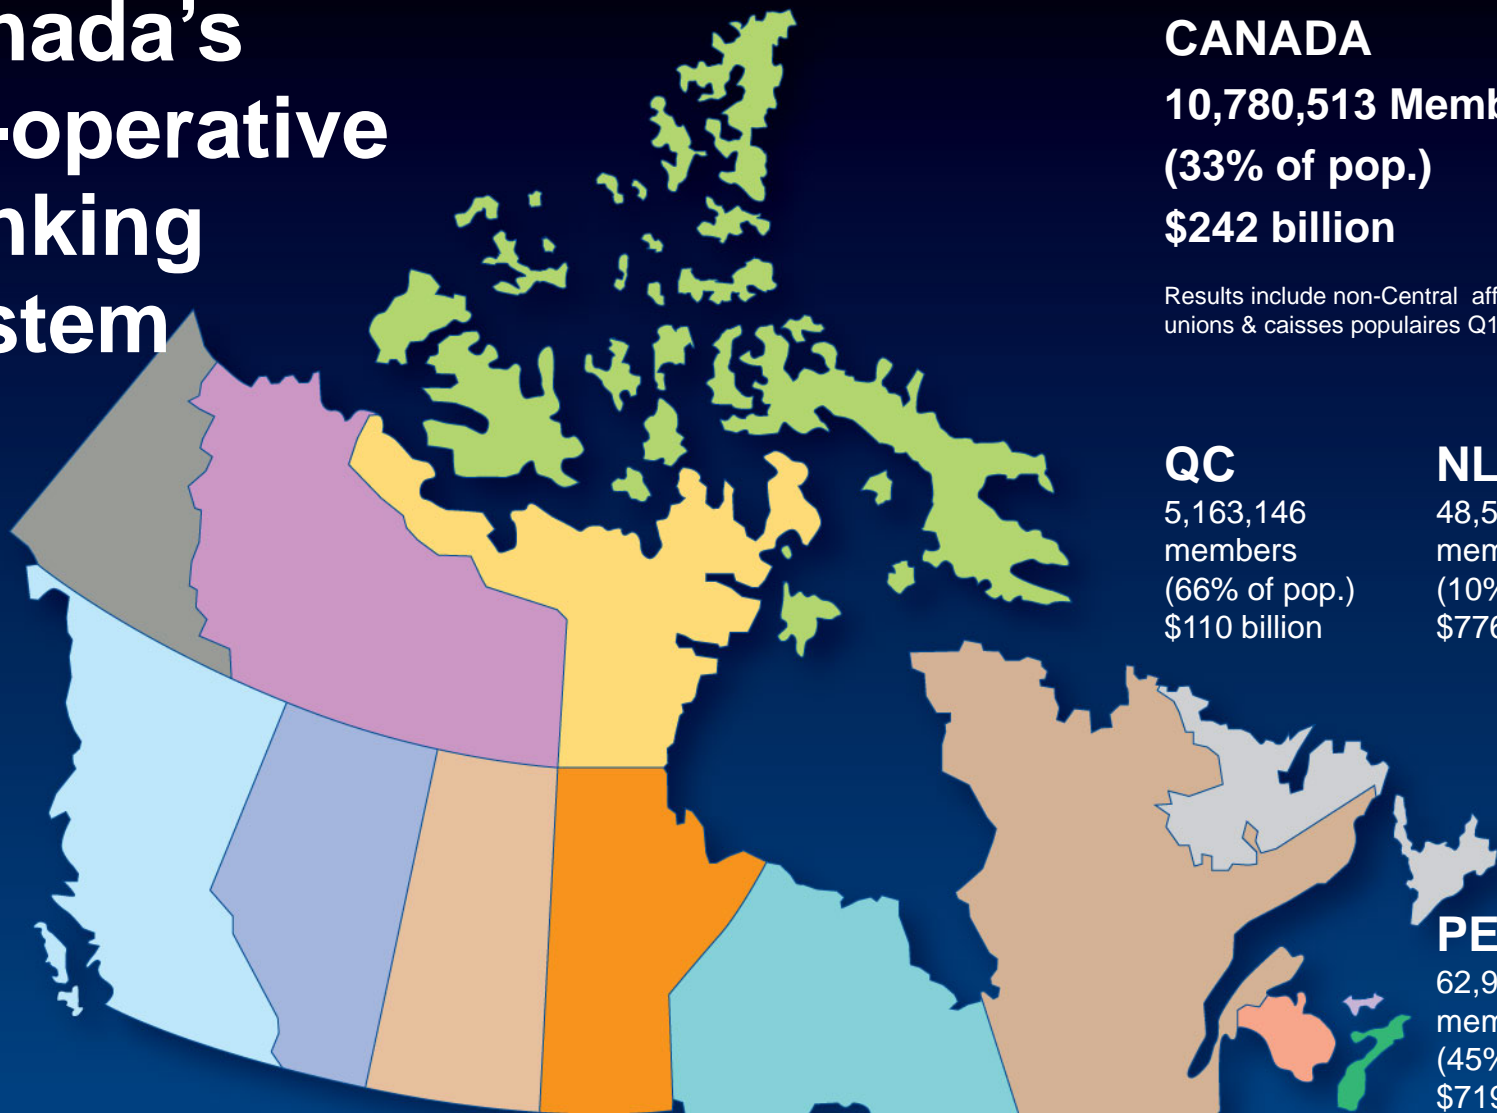 nada’s
-operative
nking
stem
CANADA
10,780,513 Memb
(33% of pop.)
$242 billion
Results include non-Central aff
unions & caisses populaires Q1
QC
5,163,146
members
(66% of pop.)
$110 billion
NL
48,5
mem
(10%
$776
PE
62,9
mem
(45%
$719